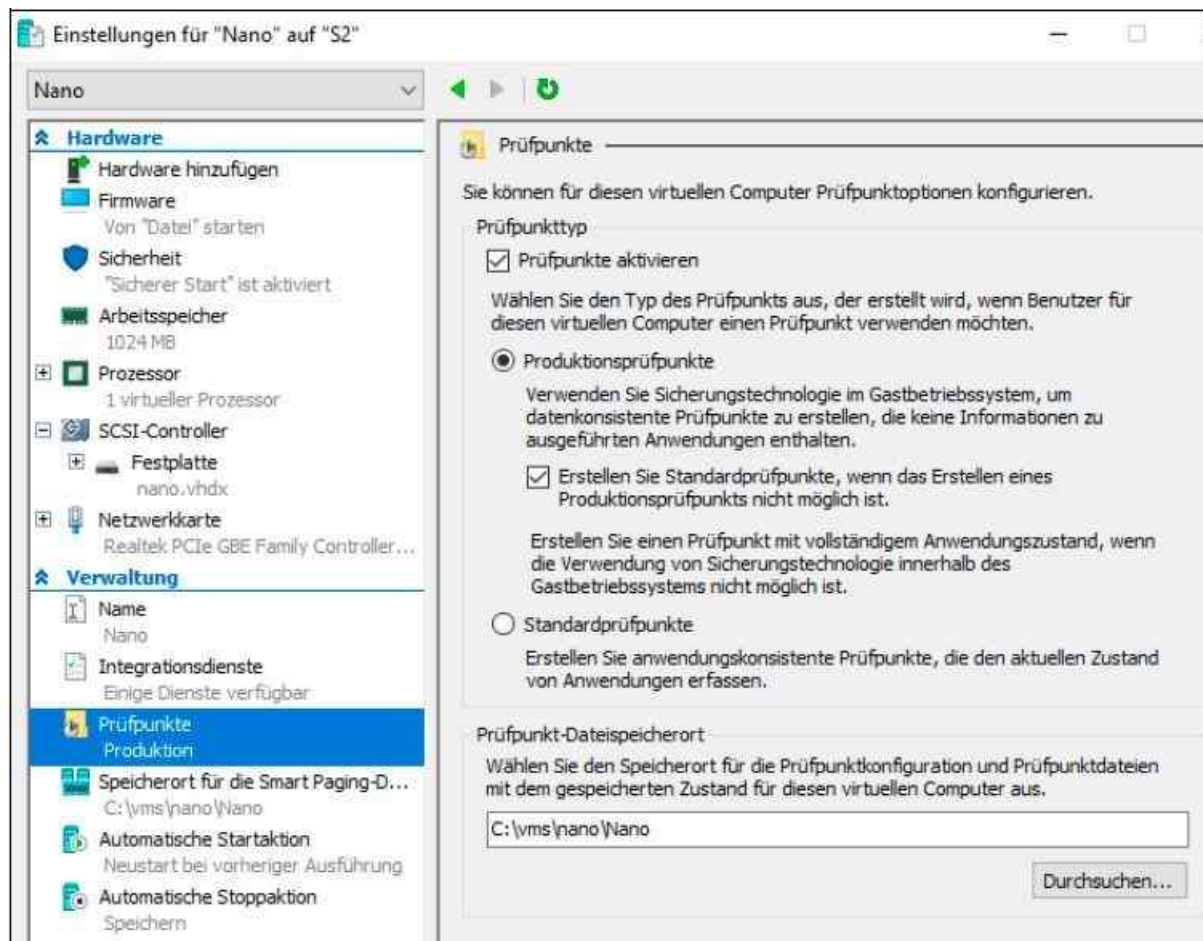 Einstellungen für "Nano" auf "S2"
Nano
Hardware
Hardware hinzufügen
Firmware
Von "Datei" starten
Sicherheit
"Sicherer Start" ist aktiviert
Arbeitsspeicher
1024 MB
Prozessor
1 virtueller Prozessor
SCSI-Controller
Festplatte
nano.vhdx
Netzwerkkarte
Realtek PCIe GBE Family Controller...
Verwaltung
Name
Nano
Integrationsdienste
Einige Dienste verfügbar
Prüfpunkte
Produktion
Speicherort für die Smart Paging-D...
C:\vms\nano\Nano
Automatische Startaktion
Neustart bei vorheriger Ausführung
Automatische Stoppaktion
Speichern
Prüfpunkte
Sie können für diesen virtuellen Computer Prüfpunktoptionen konfigurieren.
Prüfpunkttyp
Prüfpunkte aktivieren
Wählen Sie den Typ des Prüfpunkts aus, der erstellt wird, wenn Benutzer für
diesen virtuellen Computer einen Prüfpunkt verwenden möchten.
Produktionsprüfpunkte
Verwenden Sie Sicherungstechnologie im Gastbetriebssystem, um
datenkonsistente Prüfpunkte zu erstellen, die keine Informationen zu
ausgeführten Anwendungen enthalten.
Erstellen Sie Standardprüfpunkte, wenn das Erstellen eines
Produktionsprüfpunkts nicht möglich ist.
Erstellen Sie einen Prüfpunkt mit vollständigem Anwendungszustand, wenn
die Verwendung von Sicherungstechnologie innerhalb des
Gastbetriebssystems nicht möglich ist.
Standardprüfpunkte
Erstellen Sie anwendungskonsistente Prüfpunkte, die den aktuellen Zustand
von Anwendungen erfassen.
Prüfpunkt-Dateispeicherort
Wählen Sie den Speicherort für die Prüfpunktkonfiguration und Prüfpunktdateien
mit dem gespeicherten Zustand für diesen virtuellen Computer aus.
C:\vms\nano\Nano
Durchsuchen...